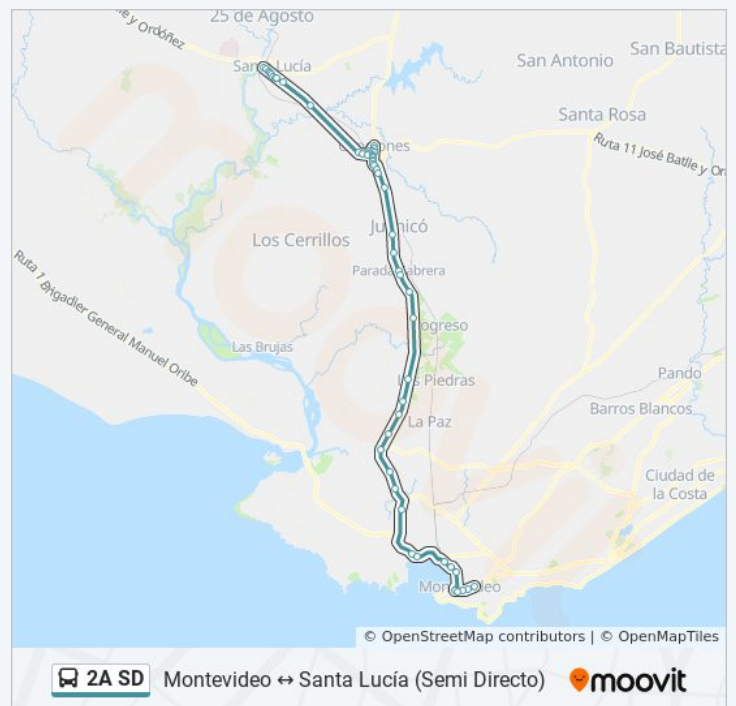 25 de Agosto
le y Ordóñez
Santa Lucía
San Antonio
San Bautista
Santa Rosa
Canelones
Ruta 11 José Batlle y Or
Los Cerrillos
Juanicó
Parada Cabrera
Ruta 1 Brigadier General Manuel Oribe
Progreso
Las Brujas
Las Piedras
Pando
Barros Blancos
La Paz
Ciudad de
la Costa
Montevideo
© OpenStreetMap contributors | © OpenMapTiles
2A SD Montevideo ↔ Santa Lucía (Semi Directo) moovit
moovit